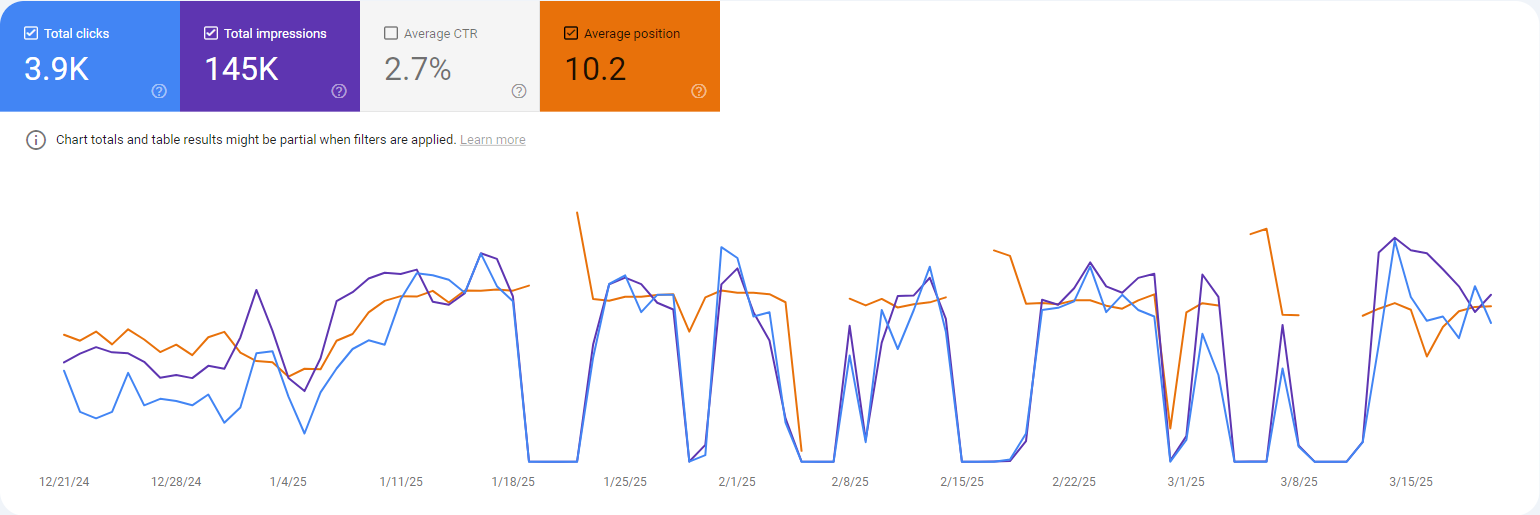 Total clicks Total impressions Average CTR Average position
3.9K 145K 2.7% 10.2
Chart totals and table results might be partial when filters are applied. Learn more
12/21/24 12/28/24 1/4/25 1/11/25 1/18/25 1/25/25 2/1/25 2/8/25 2/15/25 2/22/25 3/1/25 3/8/25 3/15/25